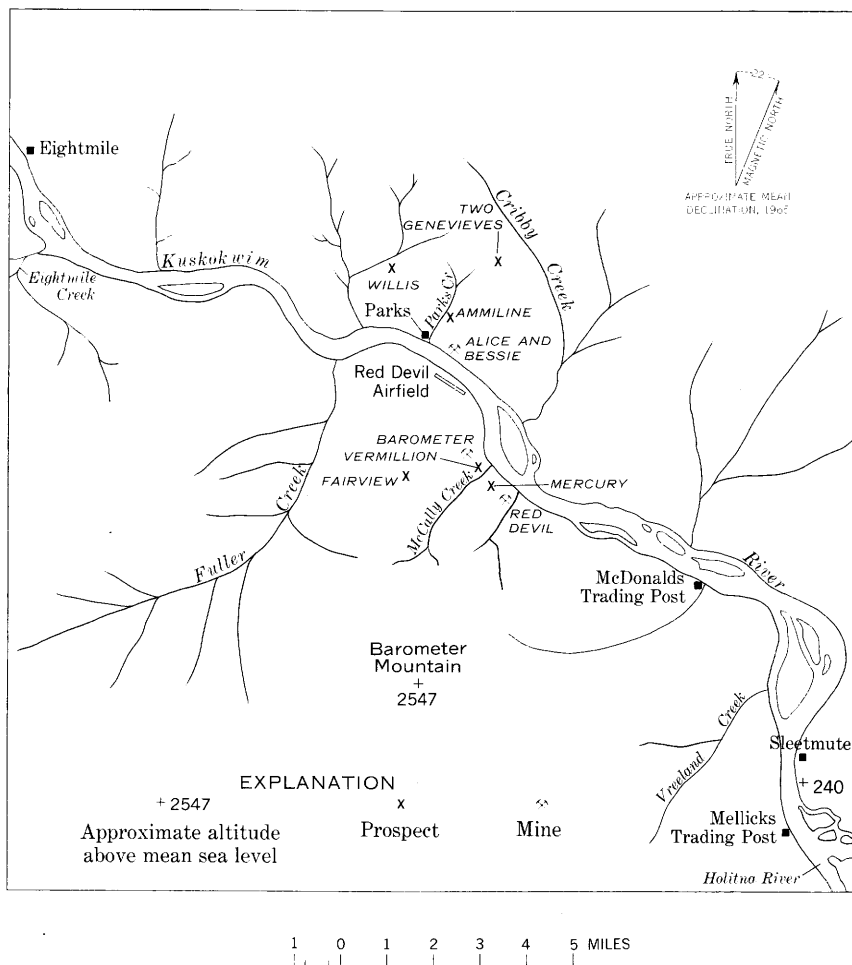 22
TRUE NORTH
MAGNETIC NORTH
APPROXIMATE MEAN
DECLINATION, 1968
Eightmile
Kuskokwim
Eightmile
Creek
TWO
GENEVIEVES
Cribby
Creek
WILLIS
Parks Cr
Parks
AMMILINE
ALICE AND
BESSIE
Red Devil
Airfield
BAROMETER
VERMILLION
FAIRVIEW
MERCURY
McCally Creek
RED
DEVIL
Fuller
Creek
River
McDonalds
Trading Post
Barometer
Mountain
2547
Vreeland
Creek
Sleetmute
240
Mellicks
Trading Post
Holitna River
EXPLANATION
2547
Approximate altitude
above mean sea level
Prospect
Mine
1 0 1 2 3 4 5 MILES